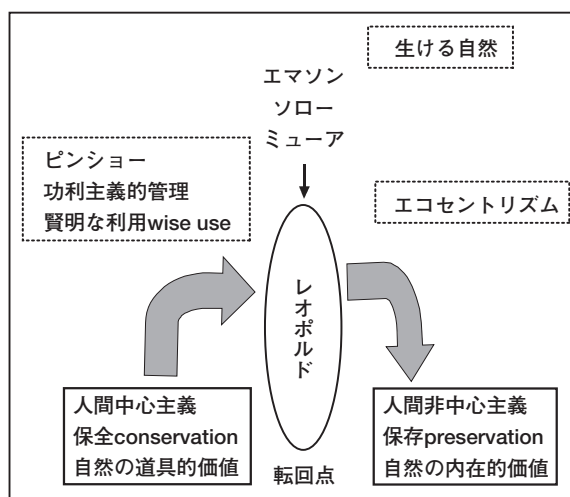 生ける自然
エマソン
ソロー
ミューア
ピンショー
功利主義的管理
賢明な利用wise use
エコセントリズム
レオポルド
人間中心主義
保全conservation
自然の道具的価値
転回点
人間非中心主義
保存preservation
自然の内在的価値